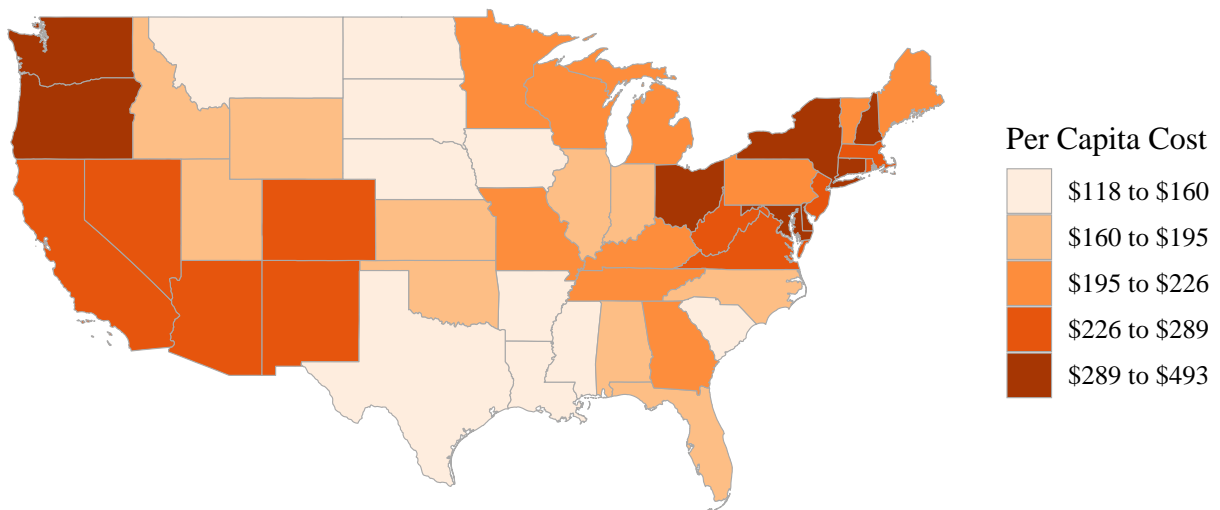 Per Capita Cost
$118 to $160
$160 to $195
$195 to $226
$226 to $289
$289 to $493